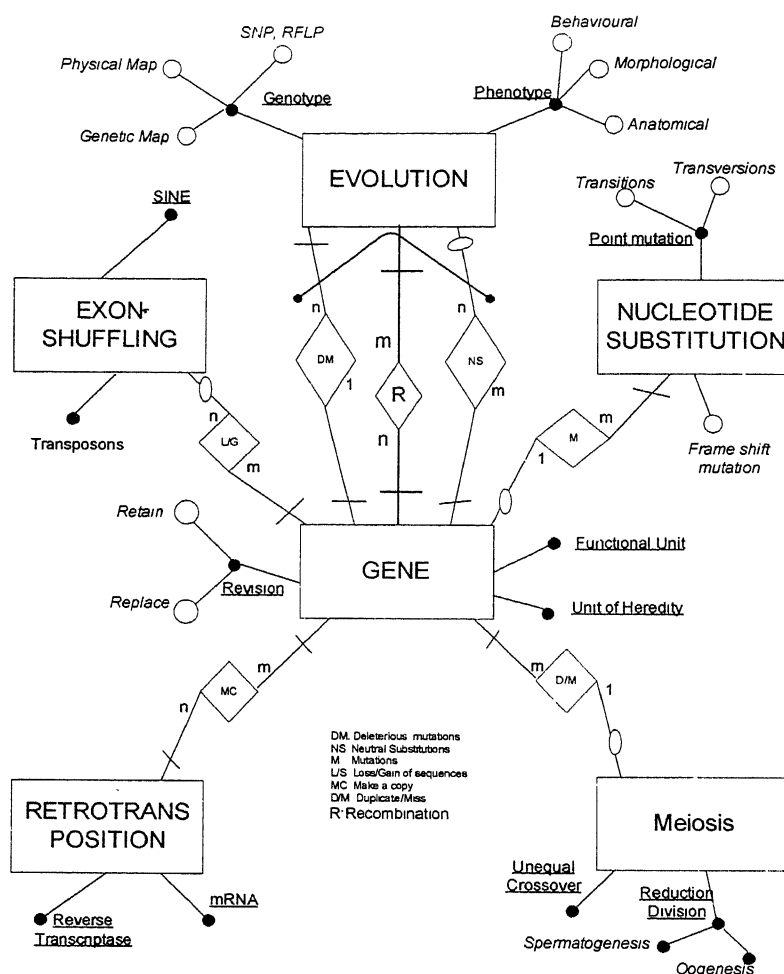 SNP, RFLP
Behavioural
Physical Map
Morphological
Genotype
Phenotype
Genetic Map
Anatomical
EVOLUTION
SINE
Transitions
Transversions
Point mutation
EXON-
SHUFFLING
NUCLEOTIDE
SUBSTITUTION
n
n
DM
1
m
R
n
NS
m
Transposons
n
L/G
m
m
M
1
Frame shift
mutation
Retain
Revision
Replace
GENE
Functional Unit
Unit of Heredity
m
MC
n
m
D/M
1
DM. Deleterious mutations
NS Neutral Substitutions
M Mutations
L/S Loss/Gain of sequences
MC Make a copy
D/M Duplicate/Miss
R Recombination
RETROTRANS
POSITION
Meiosis
Reverse
Transcriptase
mRNA
Unequal
Crossover
Reduction
Division
Spermatogenesis
Oogenesis